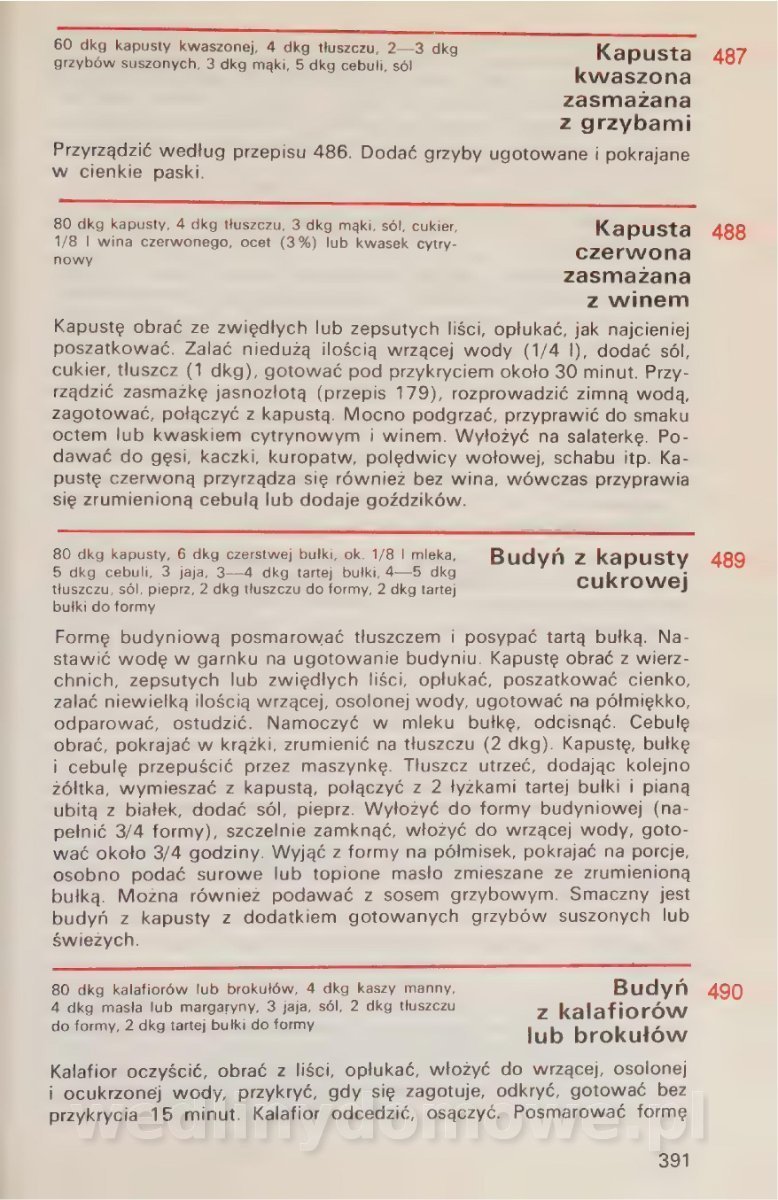 60 dkg kapusty kwaszonej, 4 dkg tłuszczu, 2—3 dkg
grzybów suszonych, 3 dkg mąki, 5 dkg cebuli, sól
Kapusta 487
kwaszona
zasmażana
z grzybami
Przyrządzić według przepisu 486. Dodać grzyby ugotowane i pokrajane
w cienkie paski.
80 dkg kapusty, 4 dkg tłuszczu, 3 dkg mąki, sól, cukier,
1/8 l wina czerwonego, ocet (3%) lub kwasek cytry-
nowy
Kapusta 488
czerwona
zasmażana
z winem
Kapustę obrać ze zwiędłych lub zepsutych liści, opłukać, jak najcieniej
poszatkować. Zalać niedużą ilością wrzącej wody (1/4 l), dodać sól,
cukier, tłuszcz (1 dkg), gotować pod przykryciem około 30 minut. Przy-
rządzić zasmażkę jasnozłotą (przepis 179), rozprowadzić zimną wodą,
zagotować, połączyć z kapustą. Mocno podgrzać, przyprawić do smaku
octem lub kwaskiem cytrynowym i winem. Wyłożyć na salaterkę. Po-
dawać do gęsi, kaczki, kuropatw, polędwicy wołowej, schabu itp. Ka-
pustę czerwoną przyrządza się również bez wina, wówczas przyprawia
się zrumienioną cebulą lub dodaje goździków.
80 dkg kapusty, 6 dkg czerstwej bułki, ok. 1/8 l mleka,
5 dkg cebuli, 3 jaja, 3—4 dkg tartej bułki, 4—5 dkg
tłuszczu, sól, pieprz, 2 dkg tłuszczu do formy, 2 dkg tartej
bułki do formy
Budyń z kapusty 489
cukrowej
Formę budyniową posmarować tłuszczem i posypać tartą bułką. Na-
stawić wodę w garnku na ugotowanie budyniu. Kapustę obrać z wierz-
chnich, zepsutych lub zwiędłych liści, opłukać, poszatkować cienko,
zalać niewielką ilością wrzącej, osolonej wody, ugotować na półmiękko,
odparować, ostudzić. Namoczyć w mleku bułkę, odcisnąć. Cebulę
obrać, pokrajać w krążki, zrumienić na tłuszczu (2 dkg). Kapustę, bułkę
i cebulę przepuścić przez maszynkę. Tłuszcz utrzeć, dodając kolejno
żółtka, wymieszać z kapustą, połączyć z 2 łyżkami tartej bułki i pianą
ubitą z białek, dodać sól, pieprz. Wyłożyć do formy budyniowej (na-
pełnić 3/4 formy), szczelnie zamknąć, włożyć do wrzącej wody, goto-
wać około 3/4 godziny. Wyjąć z formy na półmisek, pokrajać na porcje,
osobno podać surowe lub topione masło zmieszane ze zrumienioną
bułką. Można również podawać z sosem grzybowym. Smaczny jest
budyń z kapusty z dodatkiem gotowanych grzybów suszonych lub
świeżych.
80 dkg kalafiorów lub brokułów, 4 dkg kaszy manny,
4 dkg masła lub margaryny, 3 jaja, sól, 2 dkg tłuszczu
do formy, 2 dkg tartej bułki do formy
Budyń 490
z kalafiorów
lub brokułów
Kalafior oczyścić, obrać z liści, opłukać, włożyć do wrzącej, osolonej
i ocukrzonej wody, przykryć, gdy się zagotuje, odkryć, gotować bez
przykrycia 15 minut. Kalafior odcedzić, osączyć. Posmarować formę
wedlinydomowe.pl
391